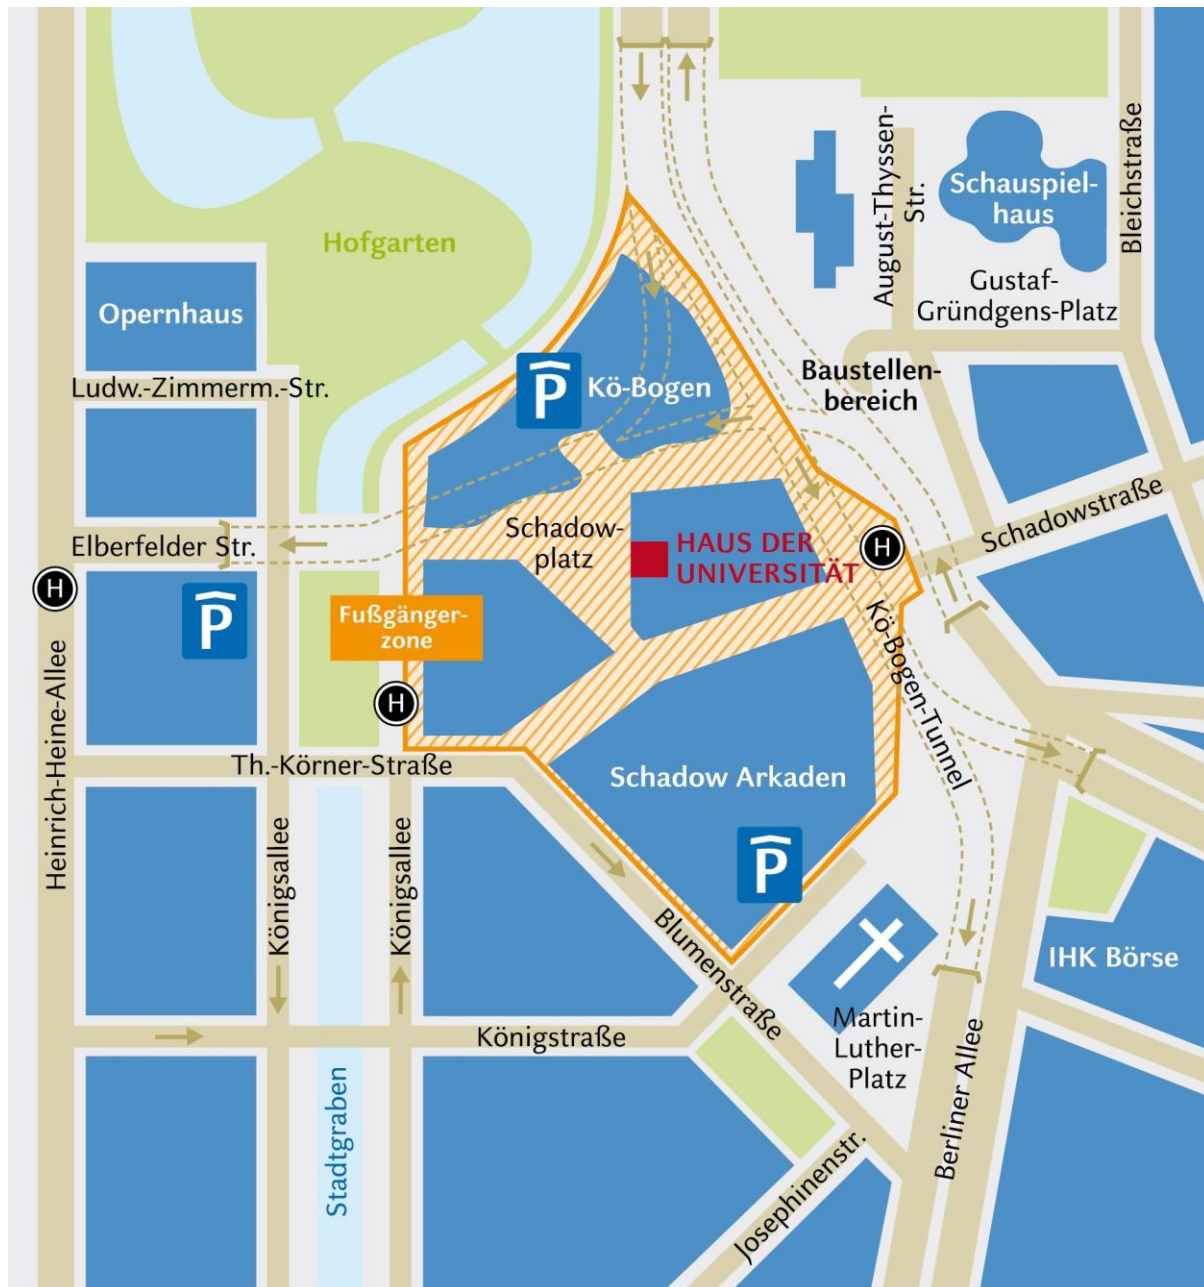 Hofgarten
Opernhaus
Ludw.-Zimmerm.-Str.
Elberfelder Str.
H
P
Heinrich-Heine-Allee
Königsallee
Stadtgraben
Königsallee
Th.-Körner-Straße
Fußgänger-
zone
H
P
Kö-Bogen
Schadow-
platz
HAUS DER
UNIVERSITÄT
H
Schadow Arkaden
P
Kö-Bogen-Tunnel
Baustellen-
bereich
August-Thyssen-
Str.
Schauspiel-
haus
Gustaf-
Gründgens-Platz
Bleichstraße
Schadowstraße
Blumenstraße
Königstraße
Martin-
Luther-
Platz
Josephinenstr.
Berliner Allee
IHK Börse